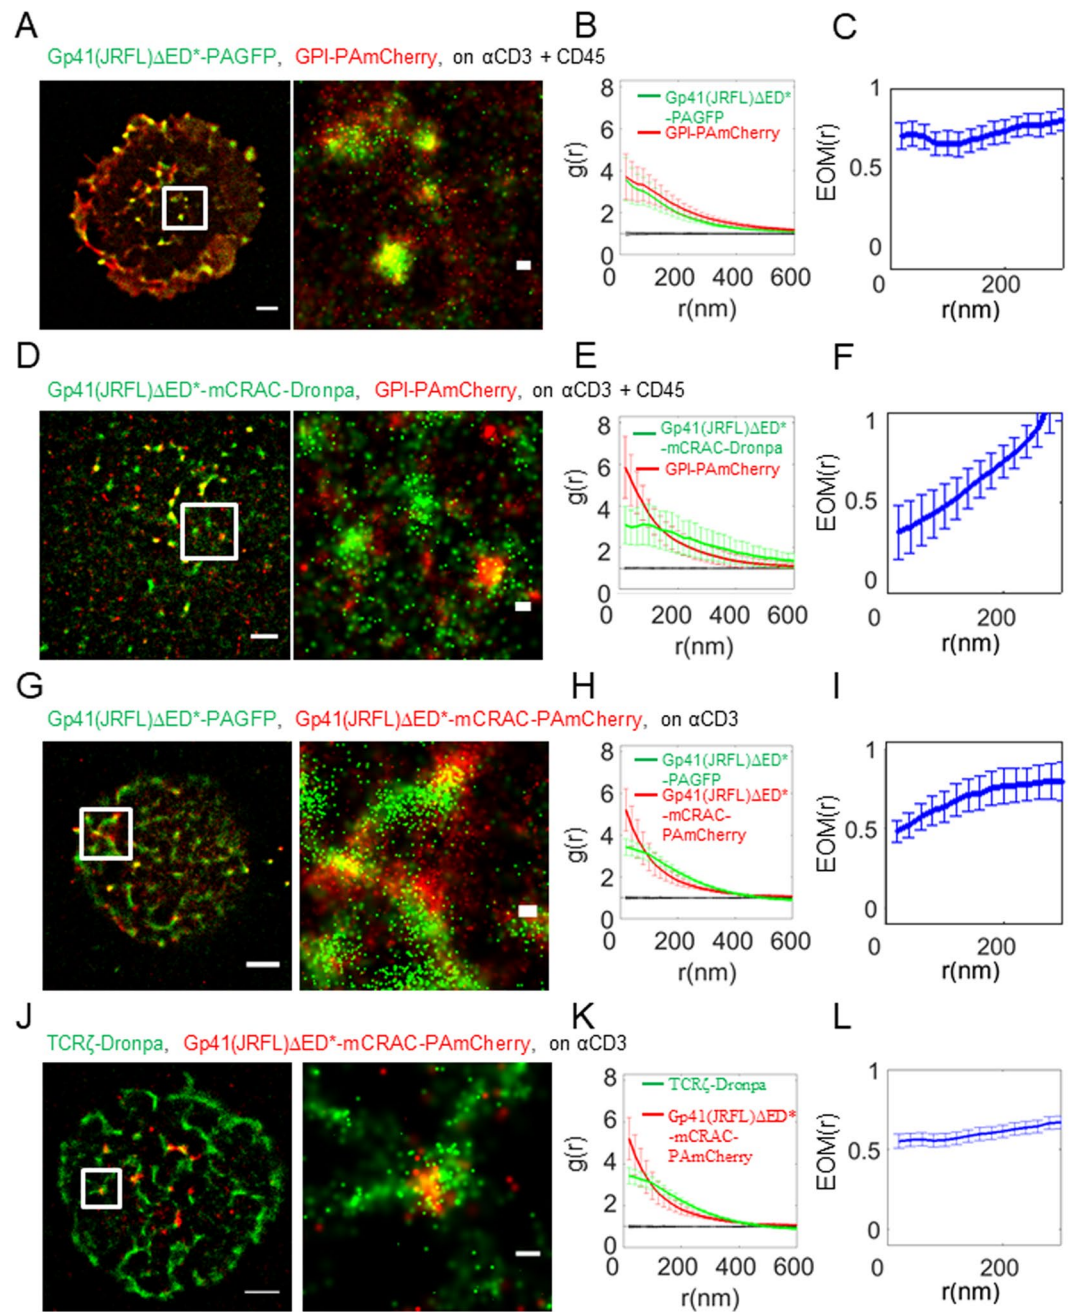 A
Gp41(JRFL)ΔED*-PAGFP, GPI-PAmCherry, on αCD3 + CD45
B
8
6
4
2
0
g(r)
Gp41(JRFL)ΔED*
-PAGFP
GPI-PAmCherry
200 400 600
r(nm)
C
1
0.5
0
EOM(r)
0 200
r(nm)
D
Gp41(JRFL)ΔED*-mCRAC-Dronpa, GPI-PAmCherry, on αCD3 + CD45
E
8
6
4
2
0
g(r)
Gp41(JRFL)ΔED*
-mCRAC-Dronpa
GPI-PAmCherry
0 200 400 600
r(nm)
F
1
0.5
0
EOM(r)
0 200
r(nm)
G
Gp41(JRFL)ΔED*-PAGFP, Gp41(JRFL)ΔED*-mCRAC-PAmCherry, on αCD3
H
8
6
4
2
0
g(r)
Gp41(JRFL)ΔED*
-PAGFP
Gp41(JRFL)ΔED*
-mCRAC-
PAmCherry
0 200 400 600
r(nm)
I
1
0.5
0
EOM(r)
0 200
r(nm)
J
TCRζ-Dronpa, Gp41(JRFL)ΔED*-mCRAC-PAmCherry, on αCD3
K
8
6
4
2
0
g(r)
TCRζ-Dronpa
Gp41(JRFL)ΔED*
-mCRAC-
PAmCherry
0 200 400 600
r(nm)
L
1
0.5
0
EOM(r)
0 200
r(nm)